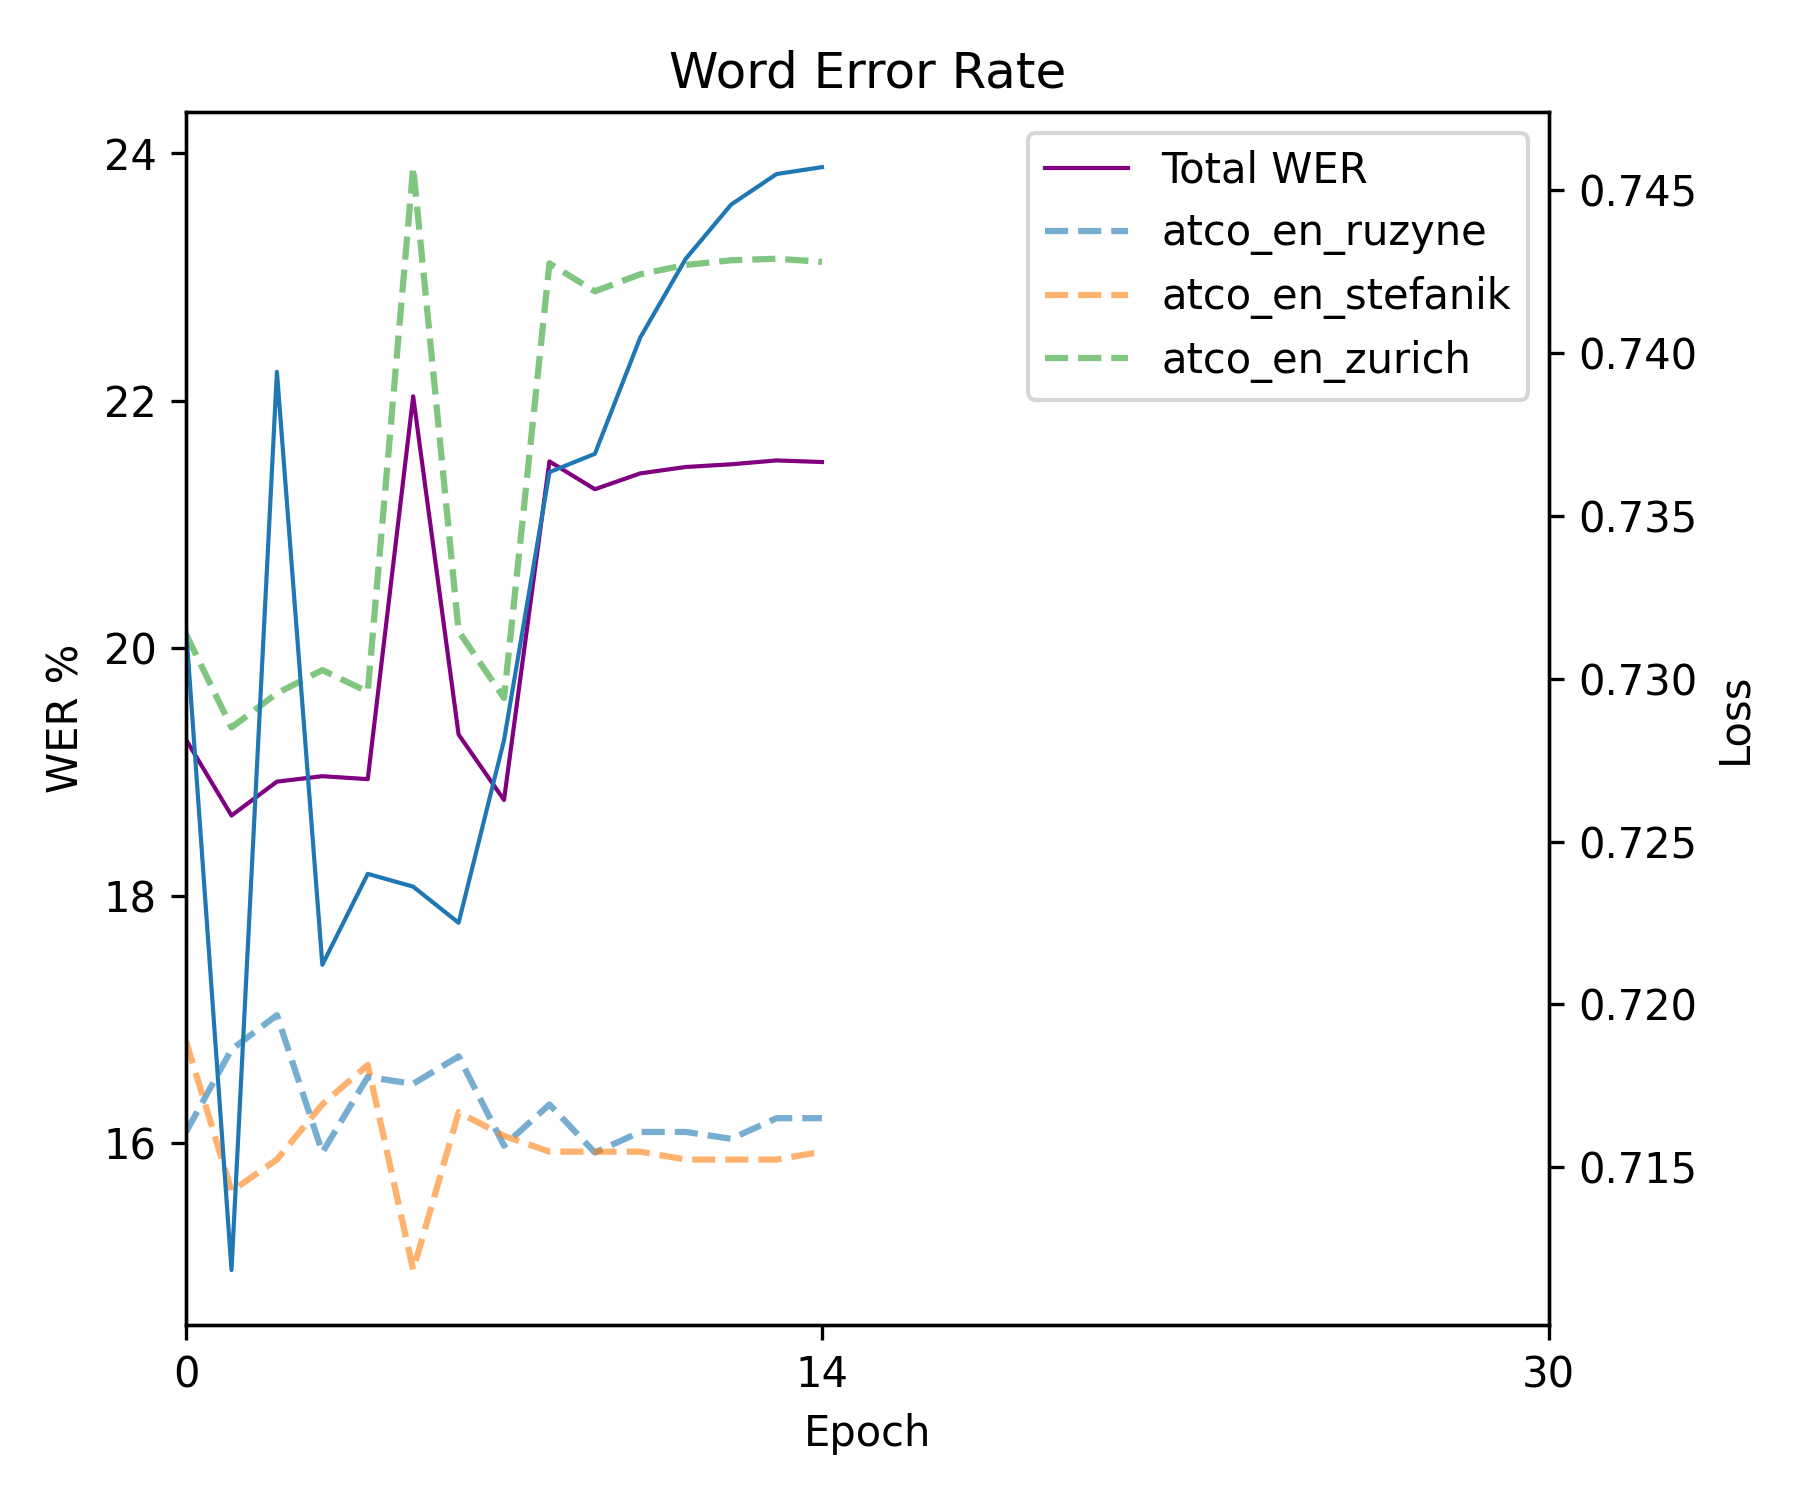 Word Error Rate
24
22
20
18
16
WER %
Total WER
atco_en_ruzyne
atco_en_stefanik
atco_en_zurich
0.745
0.740
0.735
0.730
0.725
0.720
0.715
Loss
0
14
30
Epoch